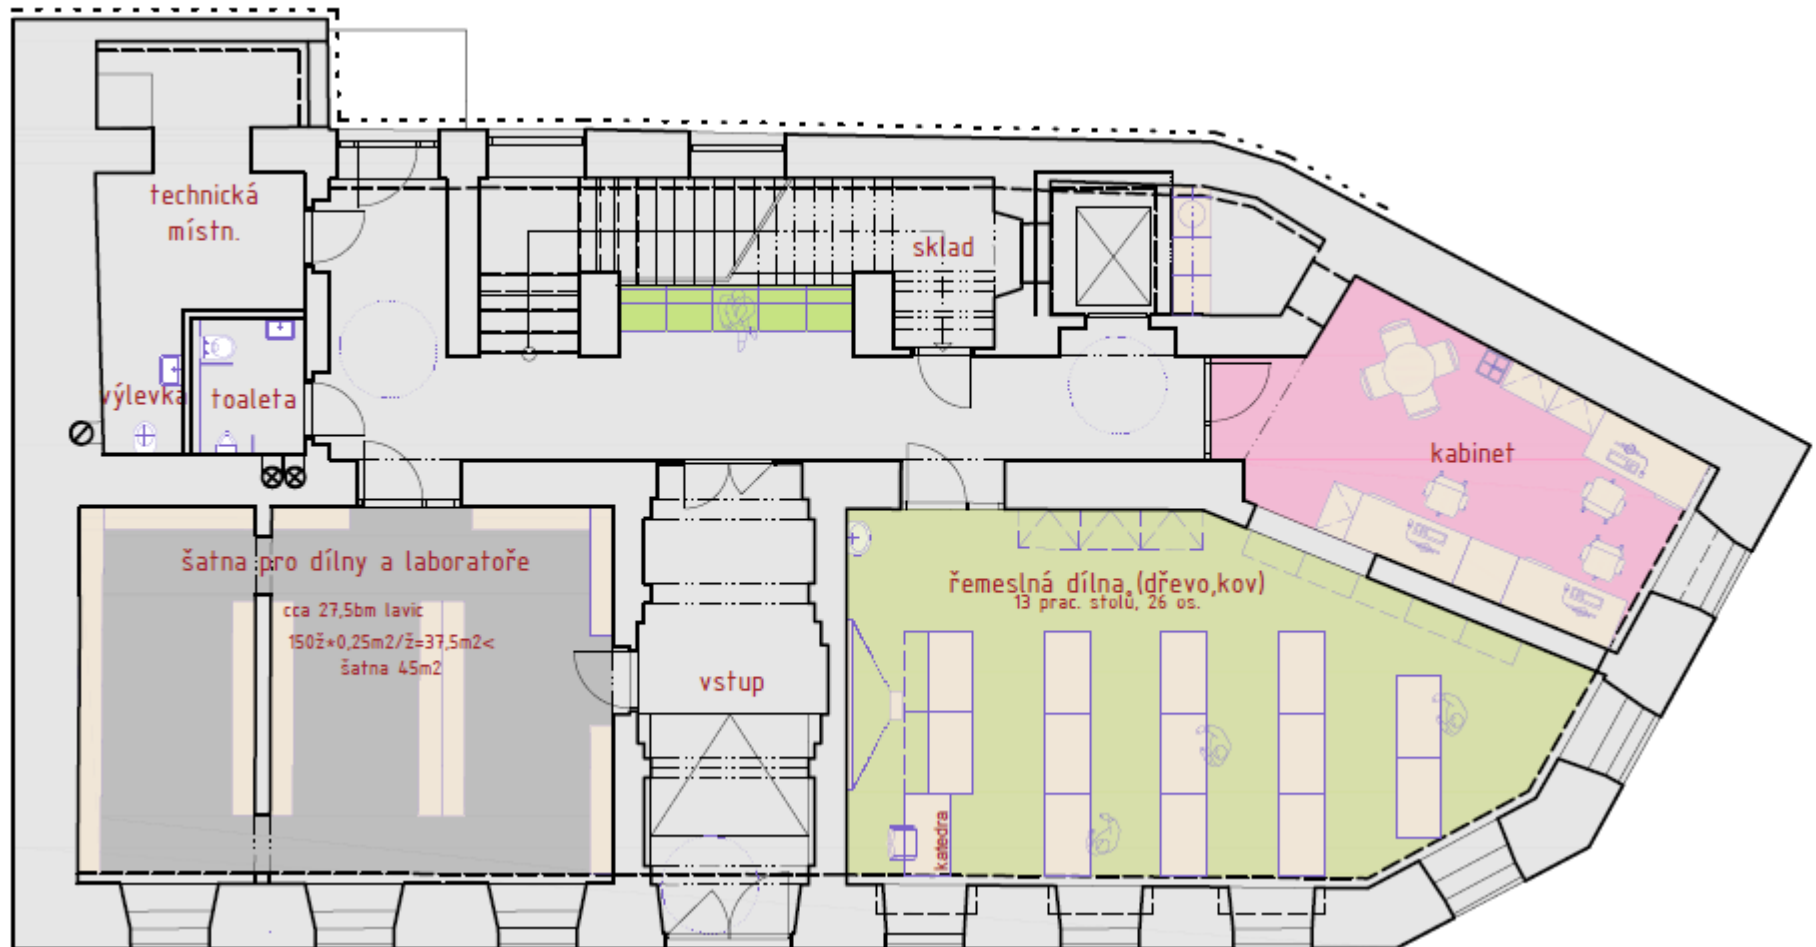 technická
místn.
sklad
výlevka
toaleta
kabinet
šatna pro dílny a laboratoře
cca 27,5bm lavic
150ž*0,25m2/ž=37,5m2<
šatna 45m2
vstup
řemeslná dílna (dřevo,kov)
13 prac. stolů, 26 os.
katedra